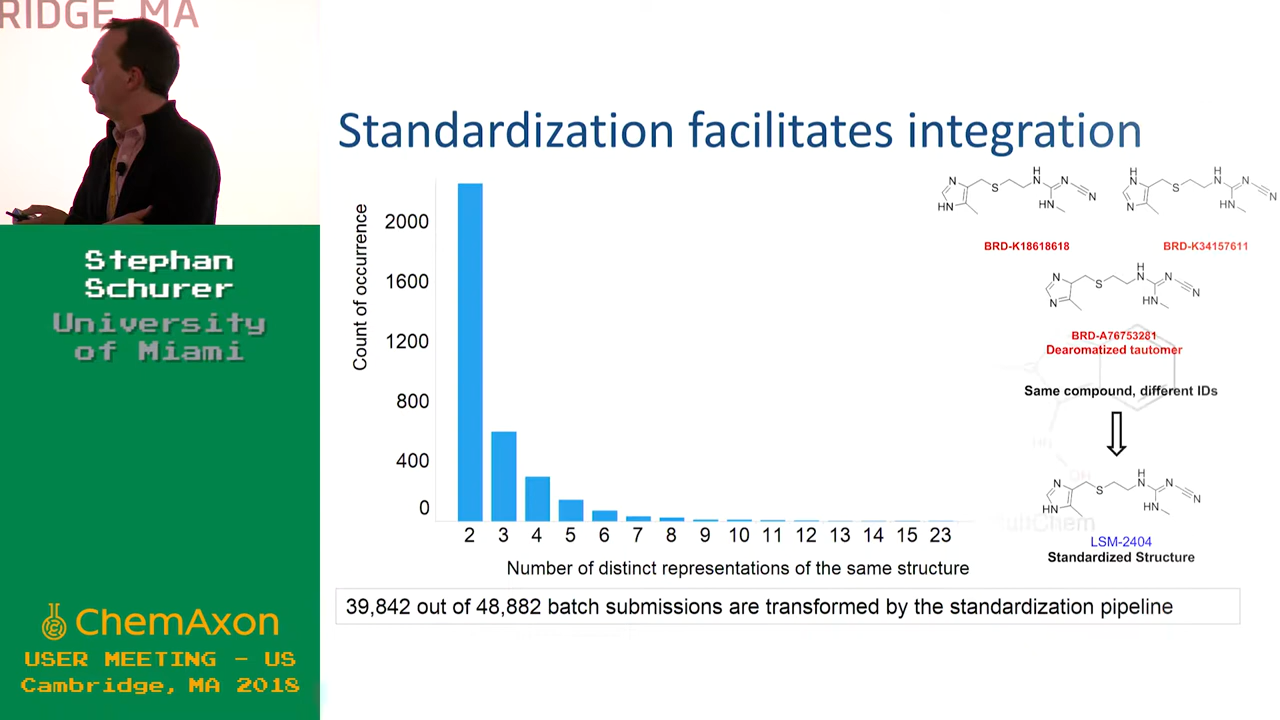 RIDGE, MA
Standardization facilitates integration
Stephan
Schurer
University
of Miami
ChemAxon
USER MEETING - US
Cambridge, MA 2018
Count of occurrence
2000
1600
1200
800
400
0
2 3 4 5 6 7 8 9 10 11 12 13 14 15 23
Number of distinct representations of the same structure
39,842 out of 48,882 batch submissions are transformed by the standardization pipeline
BRD-K18618618
BRD-K34157611
BRD-A76753281
Dearomatized tautomer
Same compound, different IDs
LSM-2404
Standardized Structure